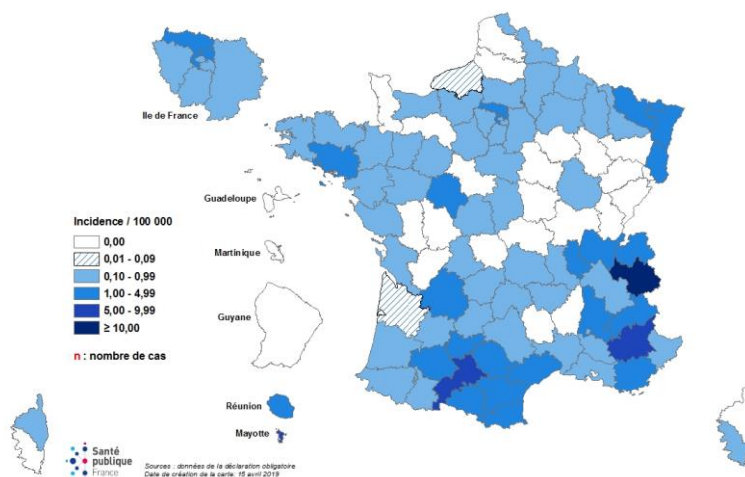 Ile de France
Guadeloupe
Incidence / 100 000
0,00
0,01 - 0,09
0,10 - 0,99
1,00 - 4,99
5,00 - 9,99
≥ 10,00
n : nombre de cas
Martinique
Guyane
Réunion
Mayotte
Santé
publique
France
Sources : données de la déclaration obligatoire
Date de création de la carte: 15 avril 2019